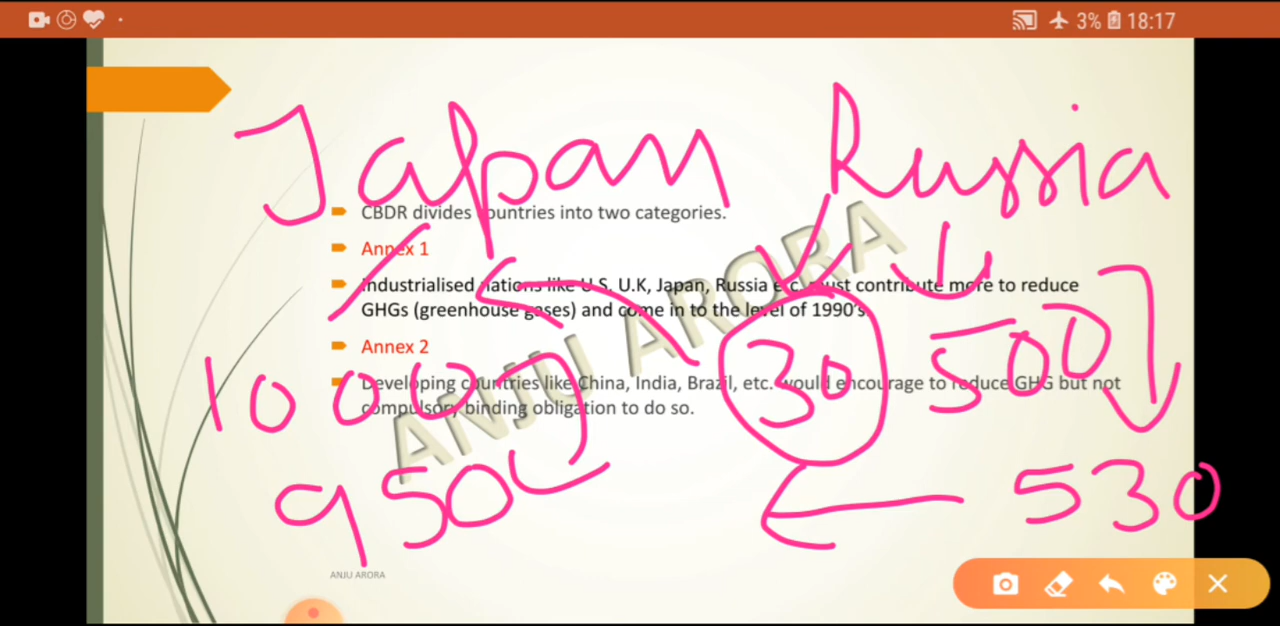 3% 18:17
Japan Russia
CBDR divides countries into two categories.
Annex 1
Industrialised nations like U.S, U.K, Japan, Russia etc. must contribute more to reduce
GHGs (greenhouse gases) and come in to the level of 1990's
Annex 2
Developing countries like China, India, Brazil, etc. would encourage to reduce GHG but not
compulsory binding obligation to do so.
ANJU ARORA
1000 30 500
950 530
ANJU ARORA